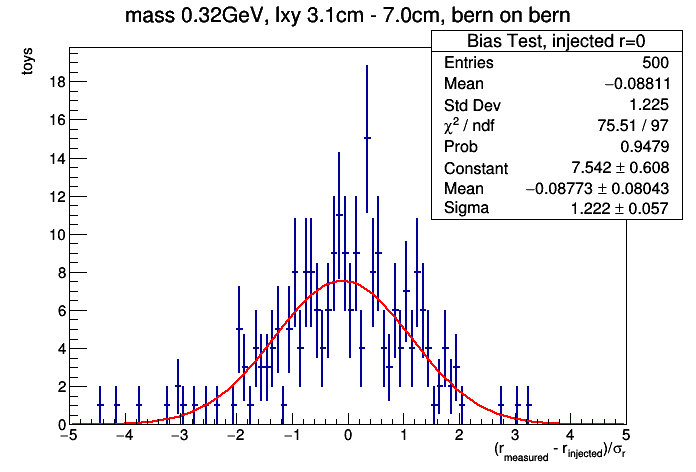 mass 0.32GeV, lxy 3.1cm - 7.0cm, bern on bern
toys
Bias Test, injected r=0
Entries 500
Mean −0.08811
Std Dev 1.225
χ² / ndf 75.51 / 97
Prob 0.9479
Constant 7.542 ± 0.608
Mean −0.08773 ± 0.08043
Sigma 1.222 ± 0.057
18
16
14
12
10
8
6
4
2
0
−5 −4 −3 −2 −1 0 1 2 3 4 5
(r_measured - r_injected)/σ_r